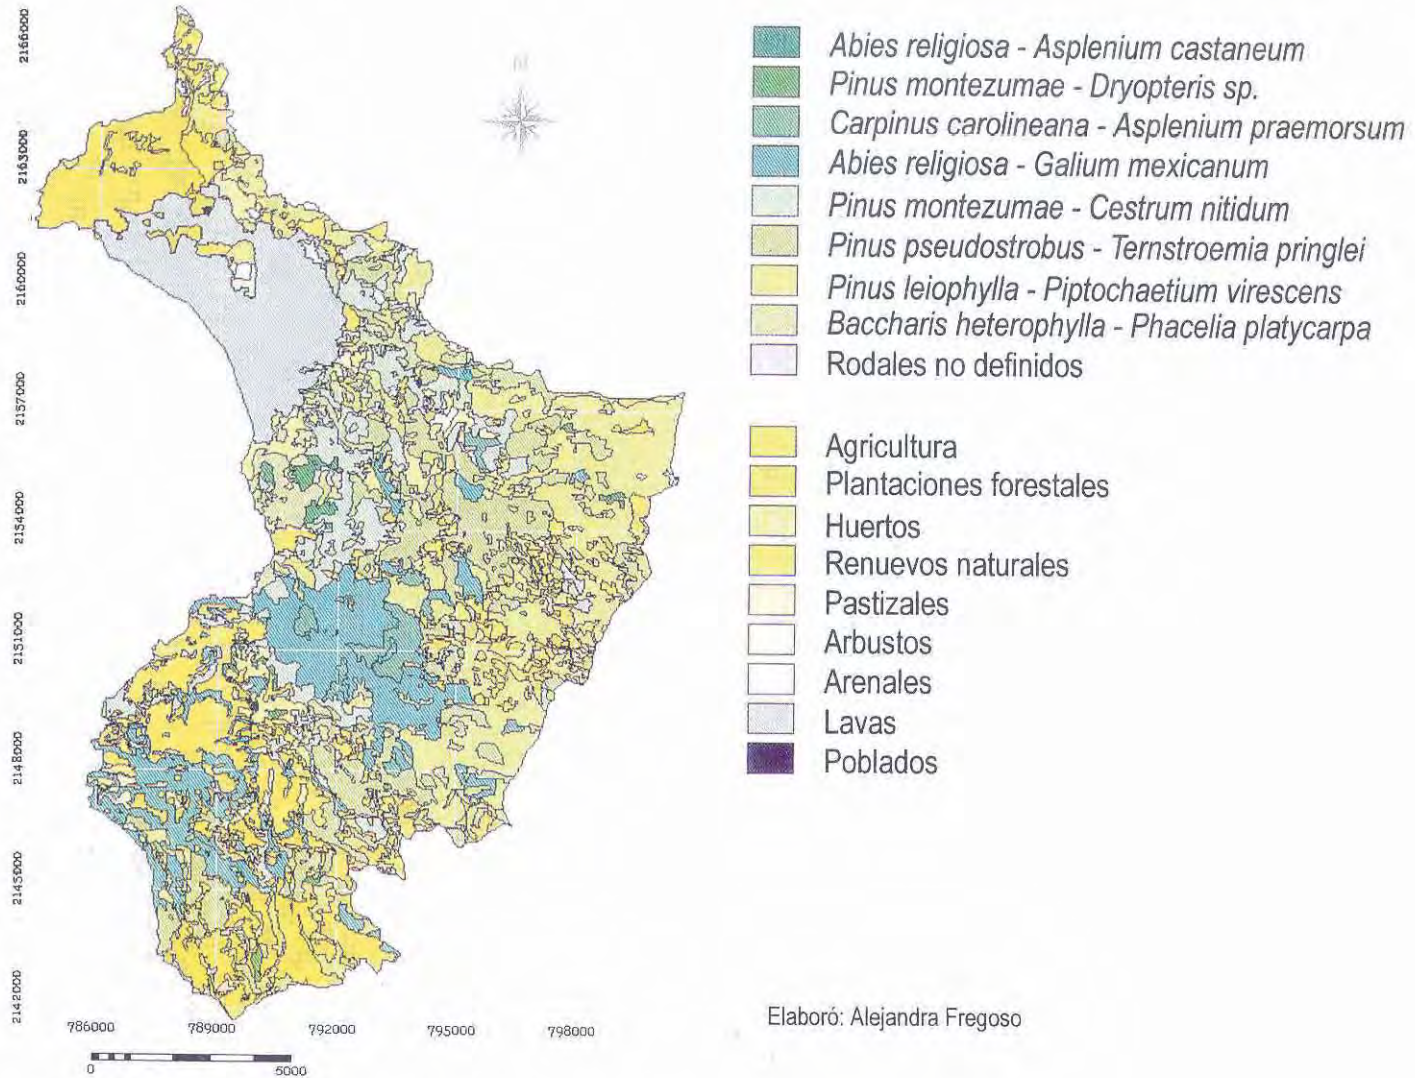 2166000
2163000
2160000
2157000
2154000
2151000
2148000
2145000
2142000
786000
789000
792000
795000
798000
0
5000
Abies religiosa - Asplenium castaneum
Pinus montezumae - Dryopteris sp.
Carpinus carolineana - Asplenium praemorsum
Abies religiosa - Galium mexicanum
Pinus montezumae - Cestrum nitidum
Pinus pseudostrobus - Ternstroemia pringlei
Pinus leiophylla - Piptochaetium virescens
Baccharis heterophylla - Phacelia platycarpa
Rodales no definidos
Agricultura
Plantaciones forestales
Huertos
Renuevos naturales
Pastizales
Arbustos
Arenales
Lavas
Poblados
Elaboró: Alejandra Fregoso